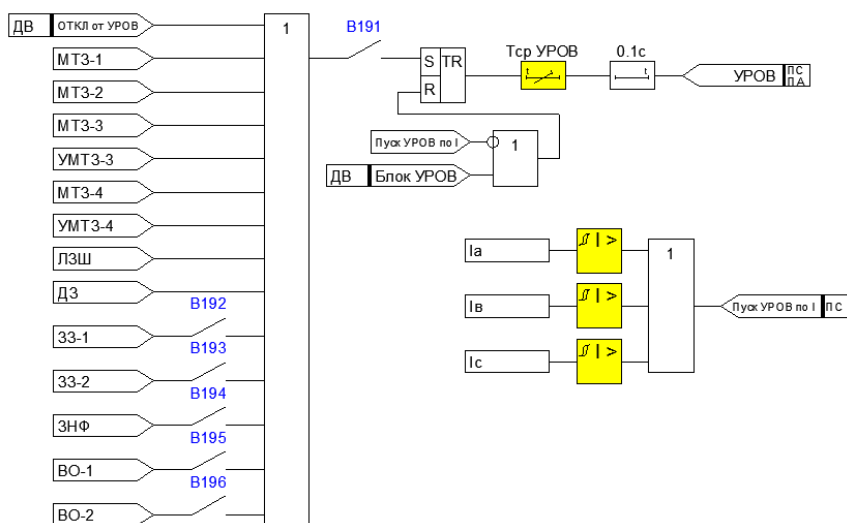 ДВ ОТКЛ от УРОВ
МТЗ-1
МТЗ-2
МТЗ-3
УМТЗ-3
МТЗ-4
УМТЗ-4
ЛЗШ
ДЗ
ЗЗ-1
ЗЗ-2
ЗНФ
ВО-1
ВО-2
В192
В193
В194
В195
В196
1
В191
S TR
R
Тср УРОВ
t
0.1с
t
УРОВ ПС ПА
Пуск УРОВ по I
ДВ Блок УРОВ
1
Iа
Iв
Iс
I >
I >
I >
1
Пуск УРОВ по I ПС